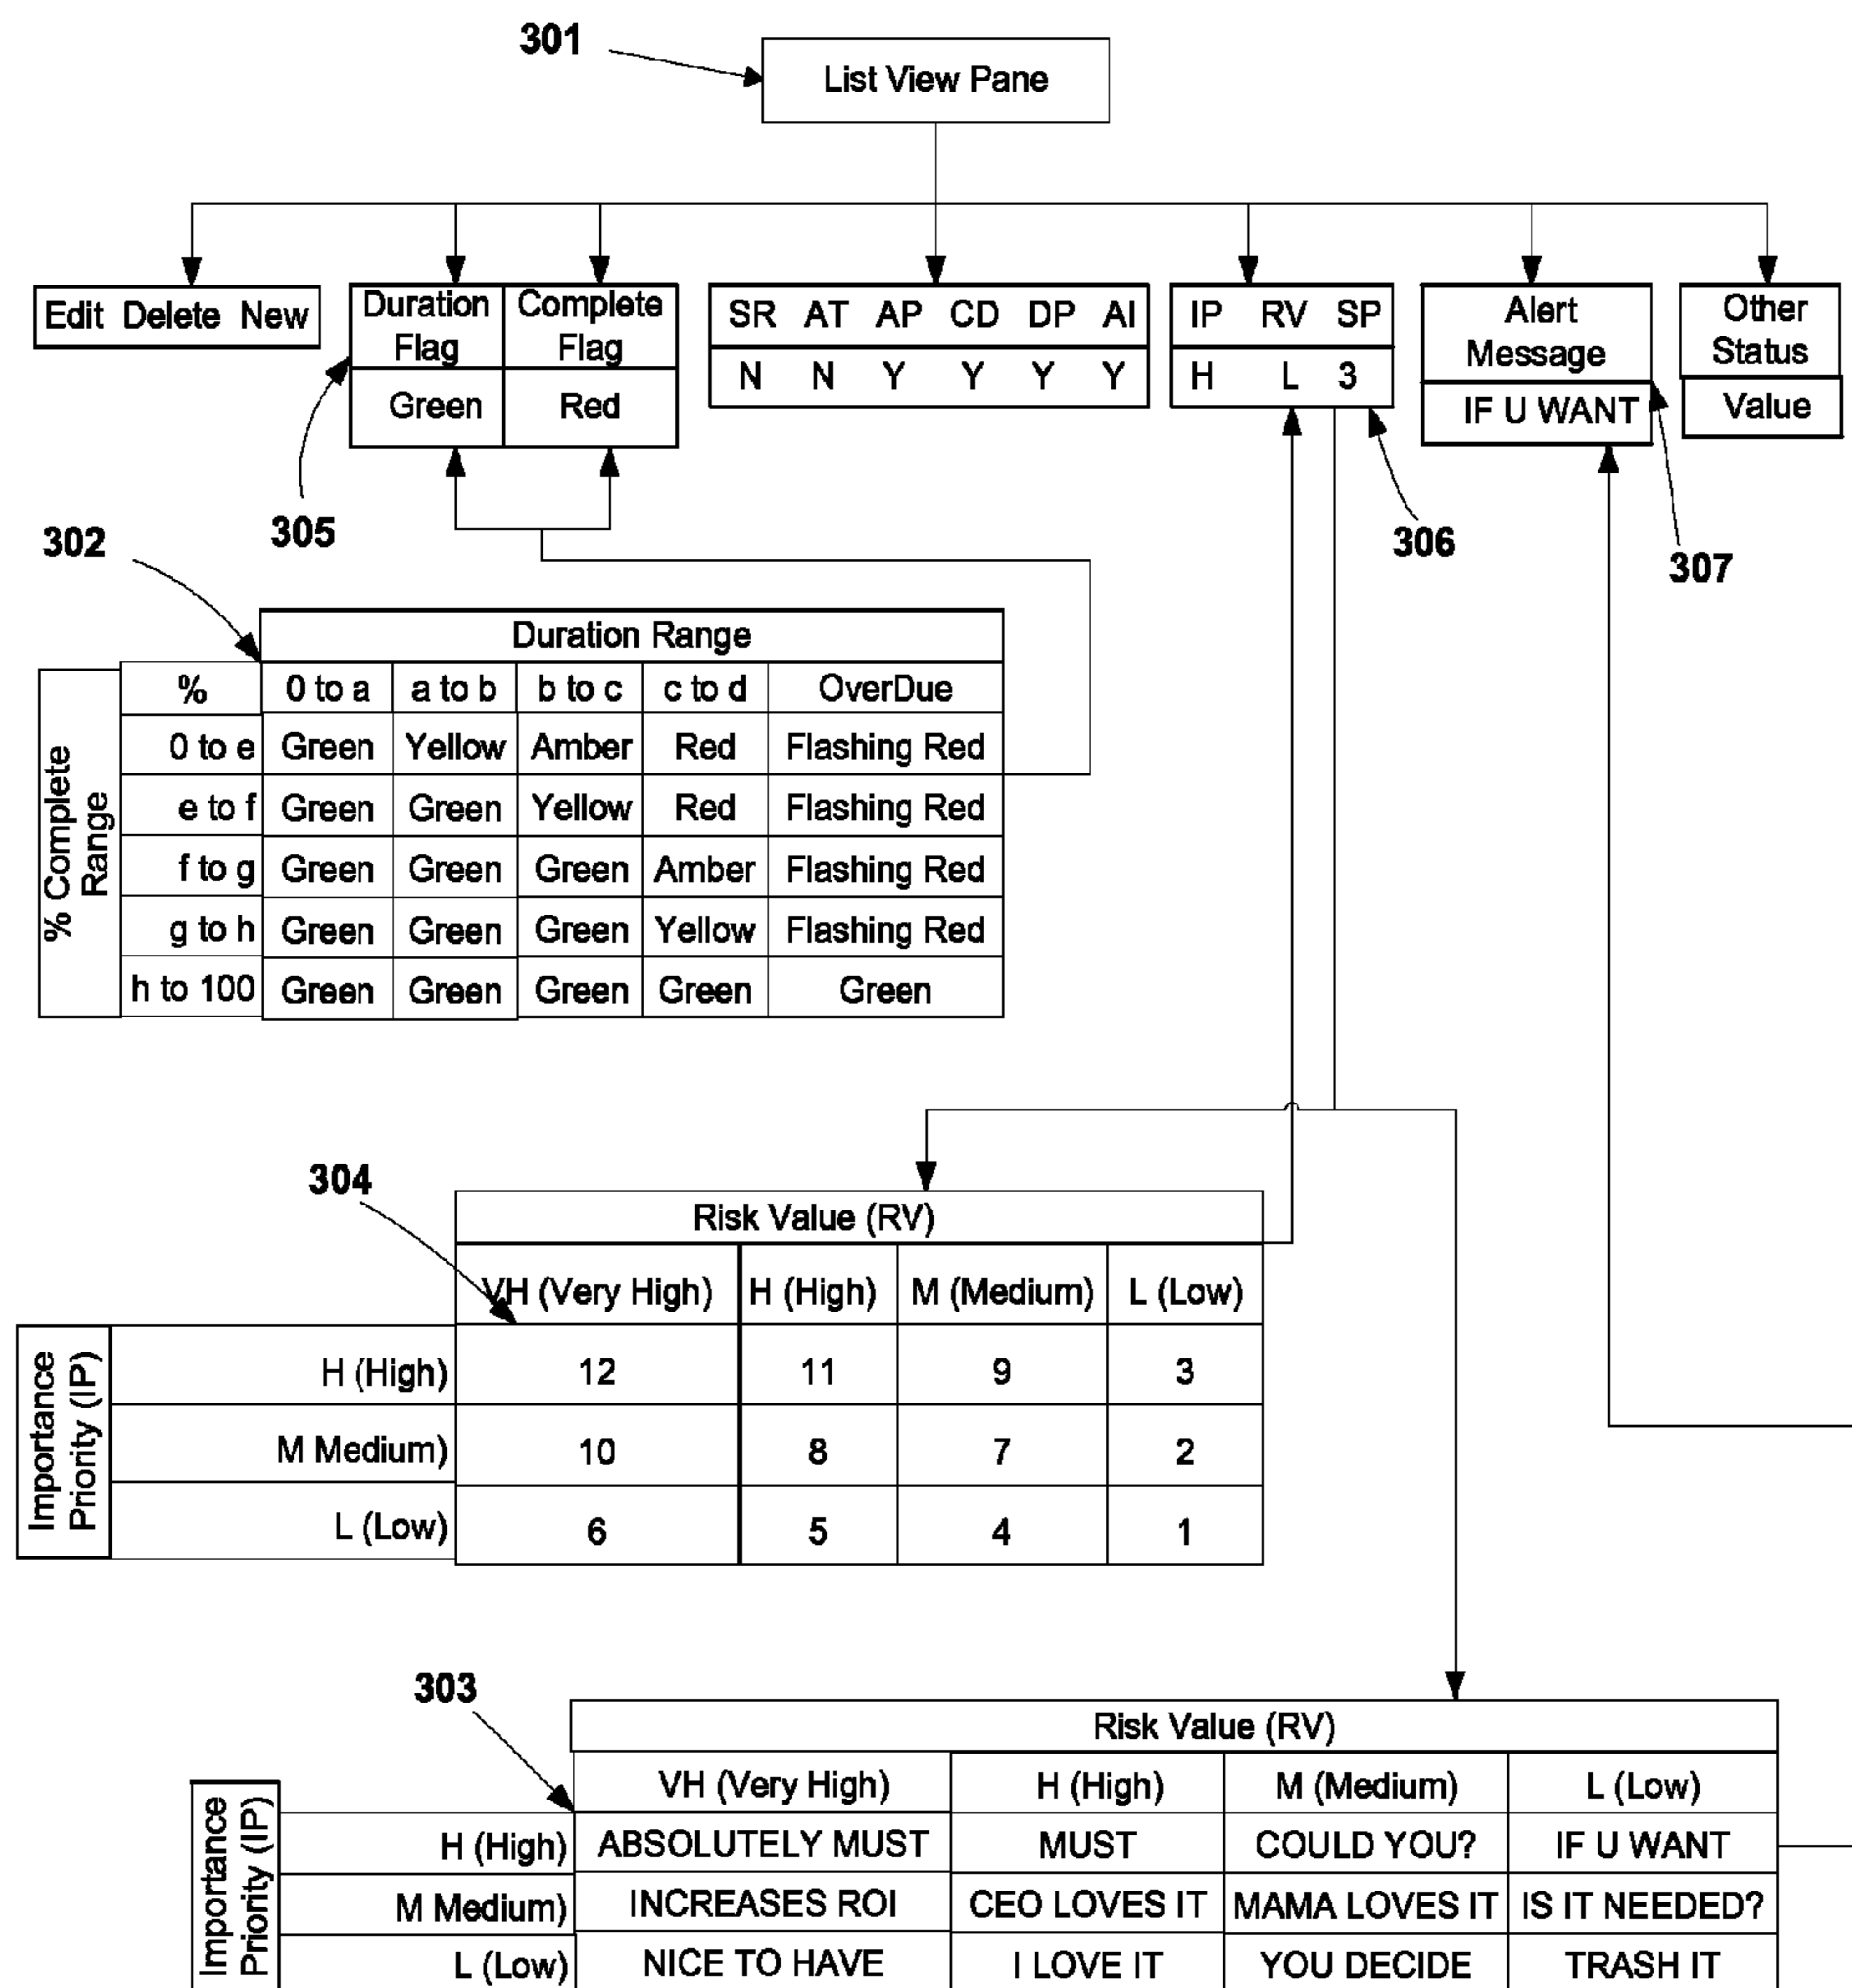 301
List View Pane
Edit Delete New
Duration Flag
Complete Flag
Green
Red
SR AT AP CD DP AI
N N Y Y Y Y
IP RV SP
H L 3
Alert Message
IF U WANT
Other Status
Value
305
306
307
302
Duration Range
% Complete Range
% 0 to a a to b b to c c to d OverDue
0 to e Green Yellow Amber Red Flashing Red
e to f Green Green Yellow Red Flashing Red
f to g Green Green Green Amber Flashing Red
g to h Green Green Green Yellow Flashing Red
h to 100 Green Green Green Green Green
304
Risk Value (RV)
VH (Very High) H (High) M (Medium) L (Low)
Importance Priority (IP)
H (High) 12 11 9 3
M Medium) 10 8 7 2
L (Low) 6 5 4 1
303
Risk Value (RV)
VH (Very High) H (High) M (Medium) L (Low)
Importance Priority (IP)
H (High) ABSOLUTELY MUST MUST COULD YOU? IF U WANT
M Medium) INCREASES ROI CEO LOVES IT MAMA LOVES IT IS IT NEEDED?
L (Low) NICE TO HAVE I LOVE IT YOU DECIDE TRASH IT